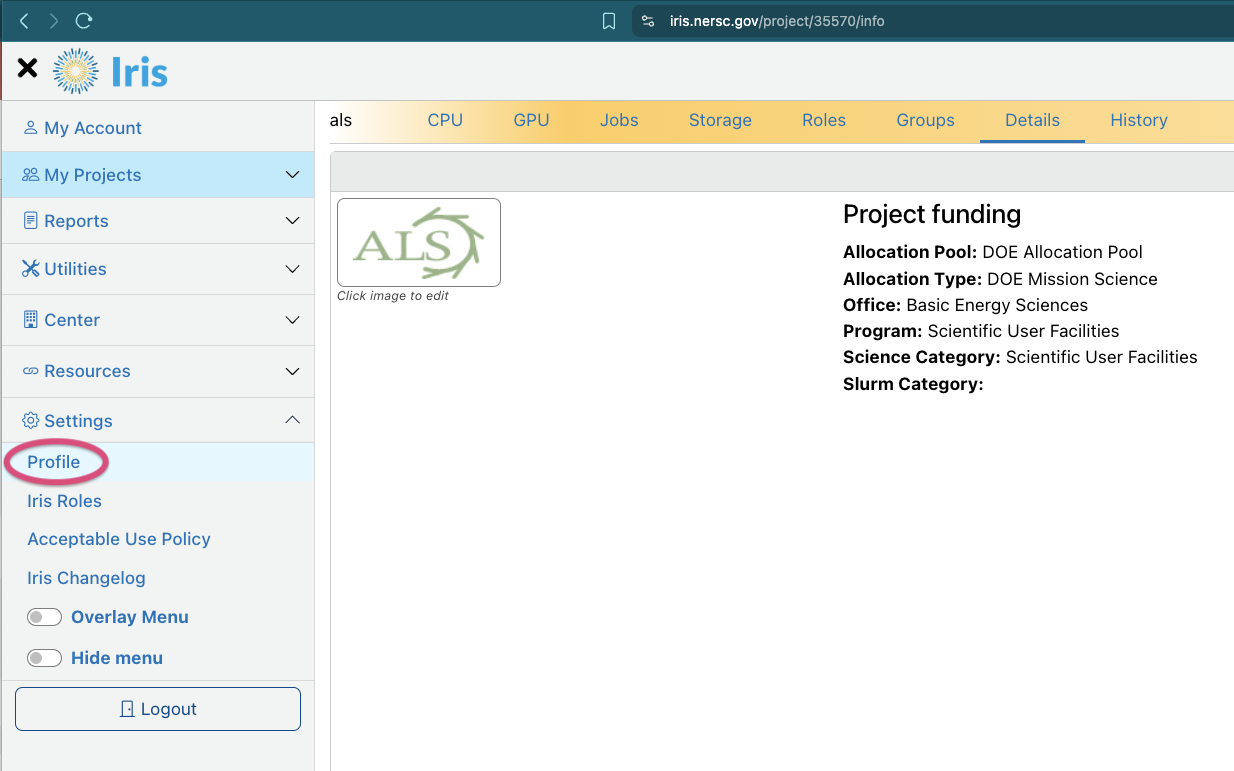 iris.nersc.gov/project/35570/info
Iris
My Account
My Projects
Reports
Utilities
Center
Resources
Settings
Profile
Iris Roles
Acceptable Use Policy
Iris Changelog
Overlay Menu
Hide menu
Logout
als CPU GPU Jobs Storage Roles Groups Details History
ALS
Click image to edit
Project funding
Allocation Pool: DOE Allocation Pool
Allocation Type: DOE Mission Science
Office: Basic Energy Sciences
Program: Scientific User Facilities
Science Category: Scientific User Facilities
Slurm Category: